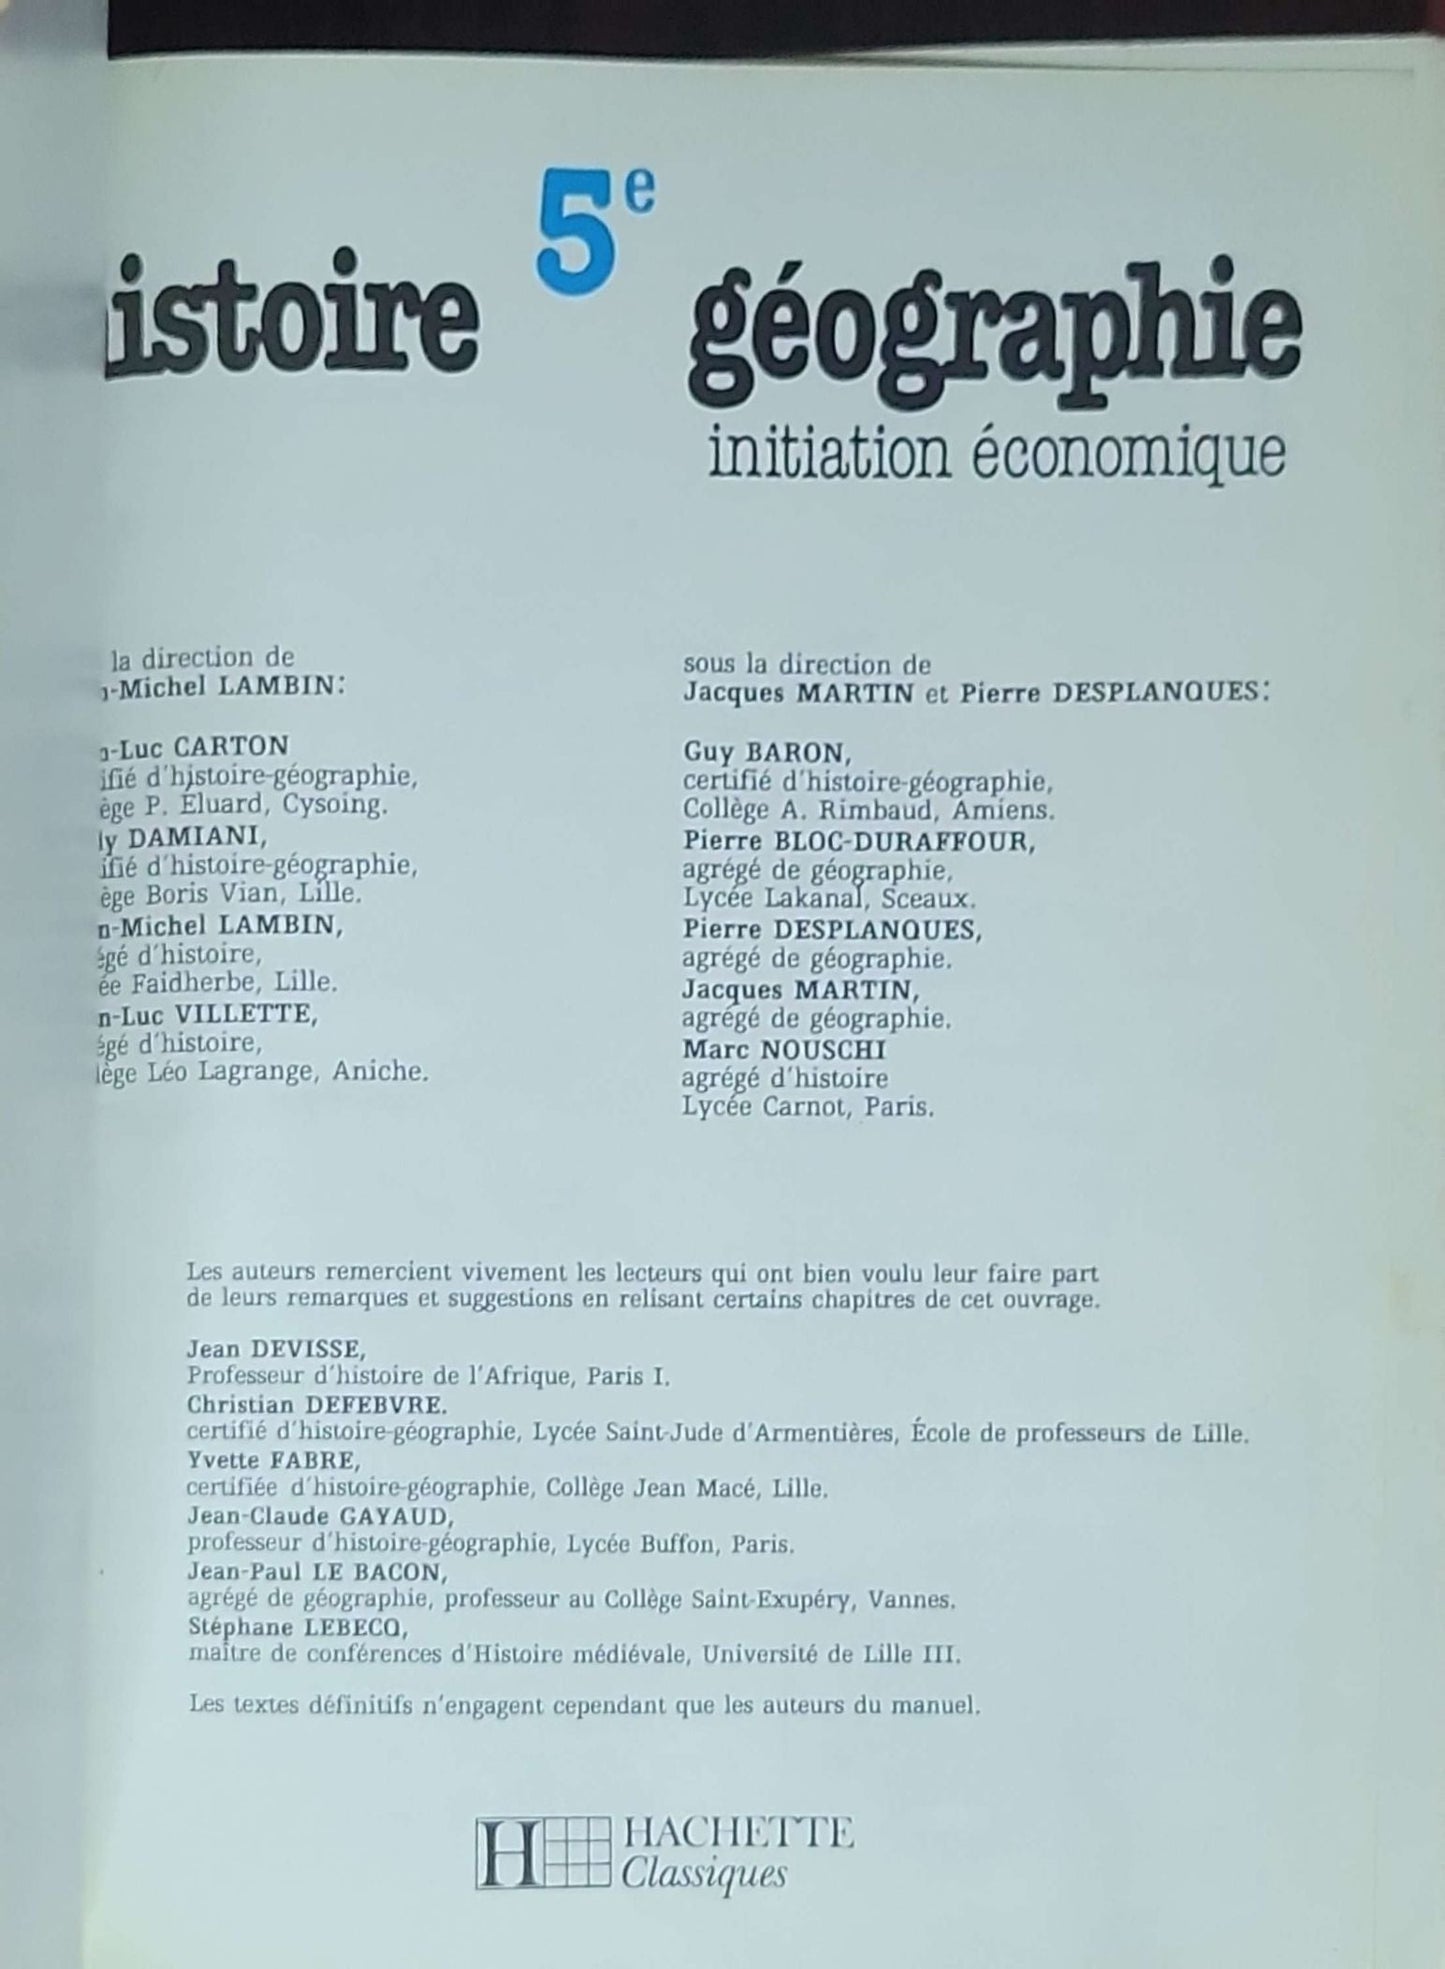 5e
istoire géographie
initiation économique
la direction de
-Michel LAMBIN:
-Luc CARTON
ifié d'histoire-géographie,
ège P. Éluard, Cysoing.
ly DAMIANI,
ifié d'histoire-géographie,
ège Boris Vian, Lille.
n-Michel LAMBIN,
égé d'histoire,
ée Faidherbe, Lille.
n-Luc VILLETTE,
égé d'histoire,
lège Léo Lagrange, Aniche.
sous la direction de
Jacques MARTIN et Pierre DESPLANQUES:
Guy BARON,
certifié d'histoire-géographie,
Collège A. Rimbaud, Amiens.
Pierre BLOC-DURAFFOUR,
agrégé de géographie,
Lycée Lakanal, Sceaux.
Pierre DESPLANQUES,
agrégé de géographie.
Jacques MARTIN,
agrégé de géographie.
Marc NOUSCHI
agrégé d'histoire
Lycée Carnot, Paris.
Les auteurs remercient vivement les lecteurs qui ont bien voulu leur faire part
de leurs remarques et suggestions en relisant certains chapitres de cet ouvrage.
Jean DEVISSE,
Professeur d'histoire de l'Afrique, Paris I.
Christian DEFEBVRE.
certifié d'histoire-géographie, Lycée Saint-Jude d'Armentières, École de professeurs de Lille.
Yvette FABRE,
certifiée d'histoire-géographie, Collège Jean Macé, Lille.
Jean-Claude GAYAUD,
professeur d'histoire-géographie, Lycée Buffon, Paris.
Jean-Paul LE BACON,
agrégé de géographie, professeur au Collège Saint-Exupéry, Vannes.
Stéphane LEBECQ,
maître de conférences d'Histoire médiévale, Université de Lille III.
Les textes définitifs n'engagent cependant que les auteurs du manuel.
H HACHETTE
Classiques